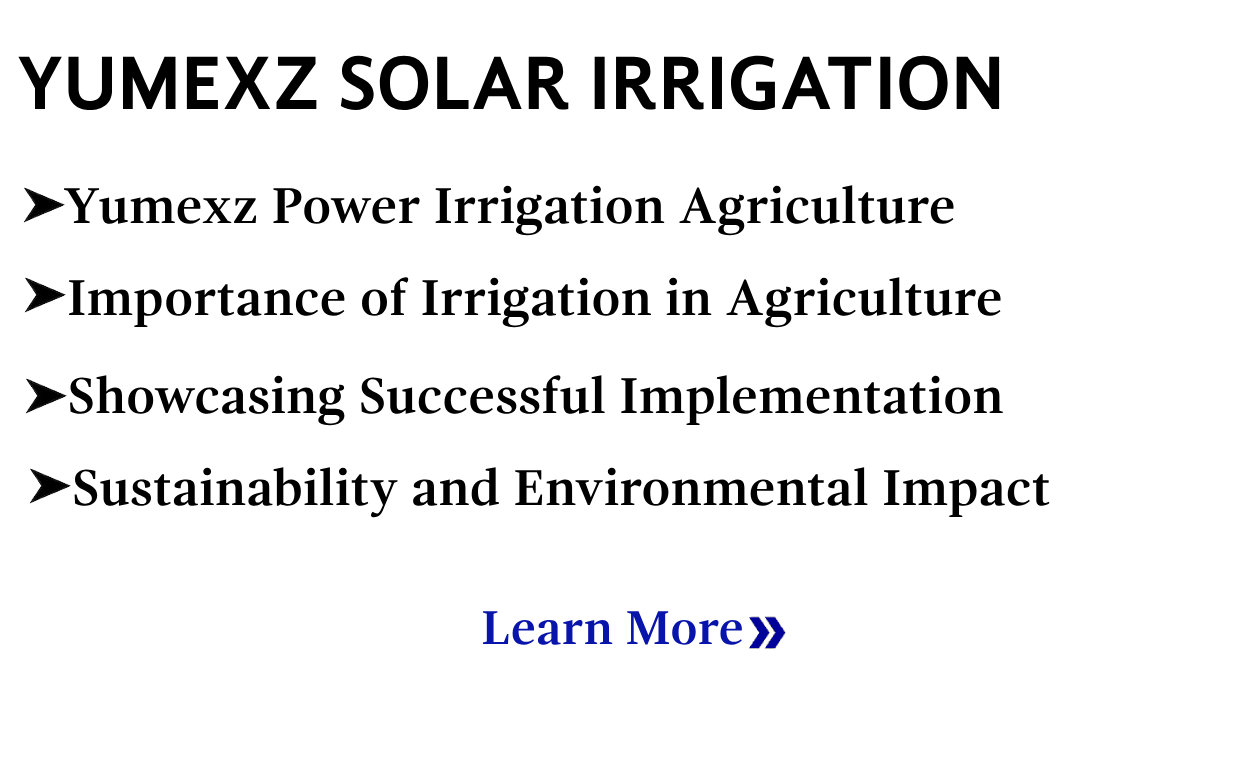 YUMEXZ SOLAR IRRIGATION
➤Yumexz Power Irrigation Agriculture
➤Importance of Irrigation in Agriculture
➤Showcasing Successful Implementation
➤Sustainability and Environmental Impact
Learn More»